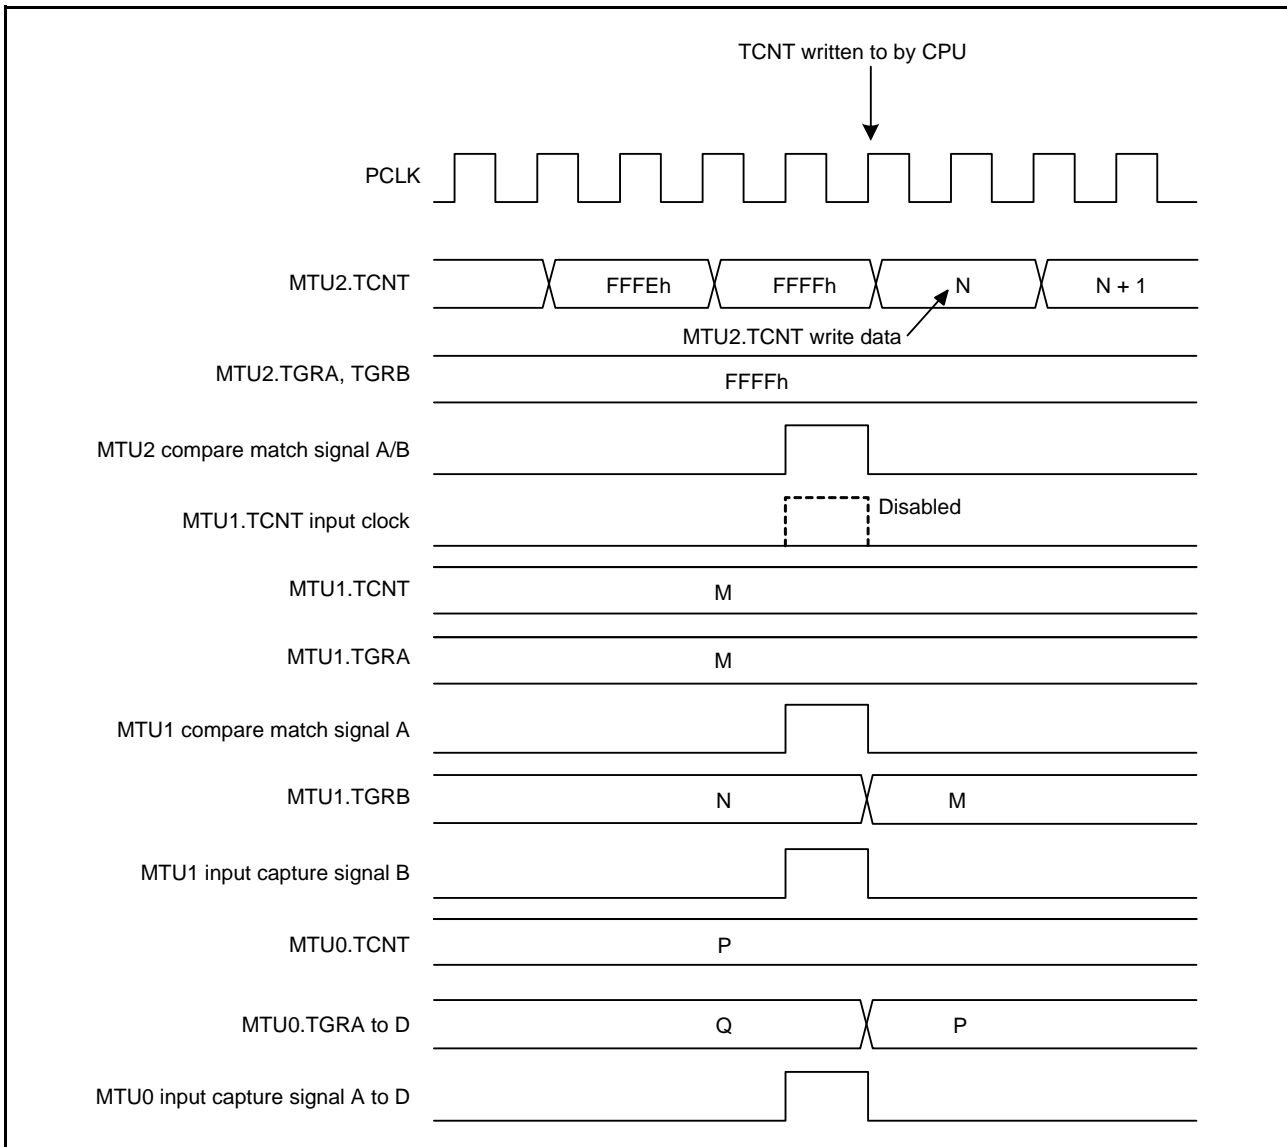 TCNT written to by CPU
PCLK
MTU2.TCNT FFFEh FFFFh N N + 1
MTU2.TCNT write data
MTU2.TGRA, TGRB FFFFh
MTU2 compare match signal A/B
MTU1.TCNT input clock Disabled
MTU1.TCNT M
MTU1.TGRA M
MTU1 compare match signal A
MTU1.TGRB N M
MTU1 input capture signal B
MTU0.TCNT P
MTU0.TGRA to D Q P
MTU0 input capture signal A to D